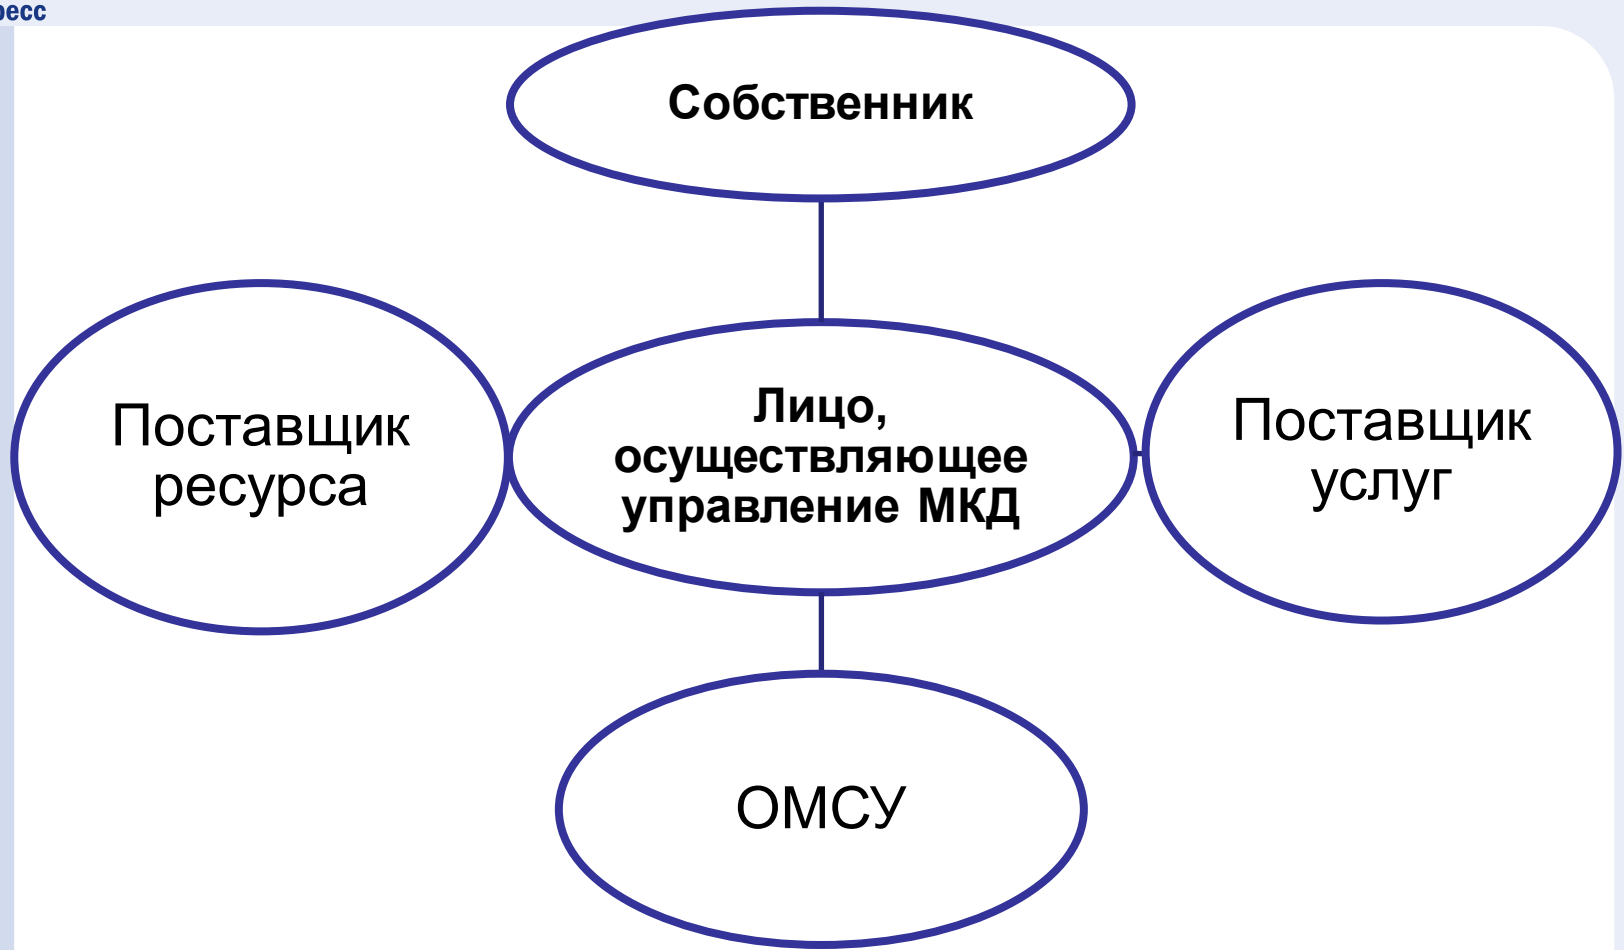 Собственник
Поставщик
ресурса
Лицо,
осуществляющее
управление МКД
Поставщик
услуг
ОМСУ